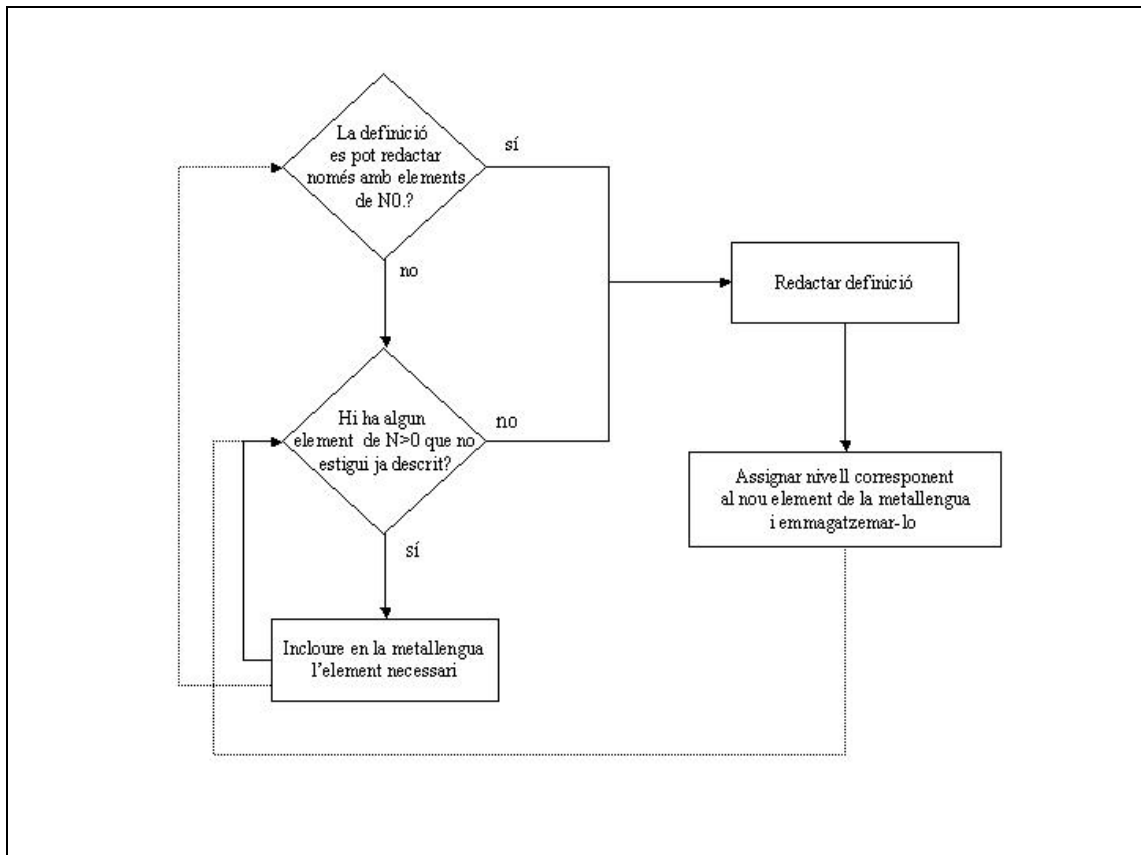 La definició
es pot redactar
només amb elements
de N0.?
sí
no
Redactar definició
Hi ha algun
element de N>0 que no
estigui ja descrit?
no
Assignar nivell corresponent
al nou element de la metallengua
i emmagatzemar-lo
sí
Incloure en la metallengua
l'element necessari